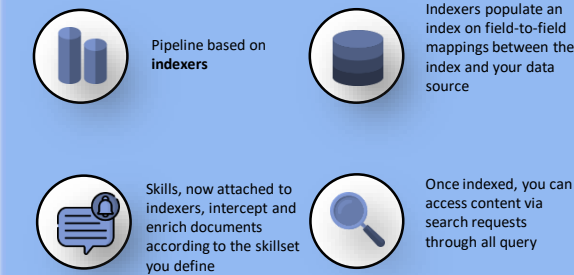 Pipeline based on
indexers
Indexers populate an
index on field-to-field
mappings between the
index and your data
source
Skills, now attached to
indexers, intercept and
enrich documents
according to the skillset
you define
Once indexed, you can
access content via
search requests
through all query